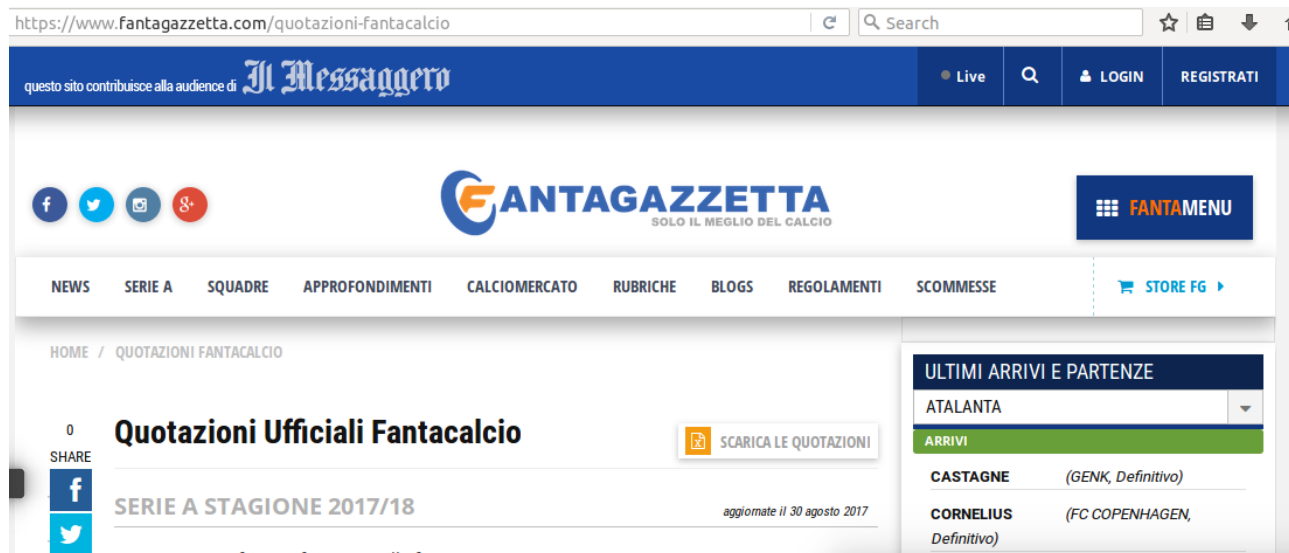 https://www.fantagazzetta.com/quotazioni-fantacalcio
Search
questo sito contribuisce alla audience di Il Messaggero
Live
LOGIN
REGISTRATI
FANTAGAZZETTA
SOLO IL MEGLIO DEL CALCIO
FANTAMENU
NEWS SERIE A SQUADRE APPROFONDIMENTI CALCIOMERCATO RUBRICHE BLOGS REGOLAMENTI SCOMMESSE STORE FG
HOME / QUOTAZIONI FANTACALCIO
0
SHARE
Quotazioni Ufficiali Fantacalcio
SCARICA LE QUOTAZIONI
SERIE A STAGIONE 2017/18
aggiornate il 30 agosto 2017
ULTIMI ARRIVI E PARTENZE
ATALANTA
ARRIVI
CASTAGNE (GENK, Definitivo)
CORNELIUS (FC COPENHAGEN,
Definitivo)